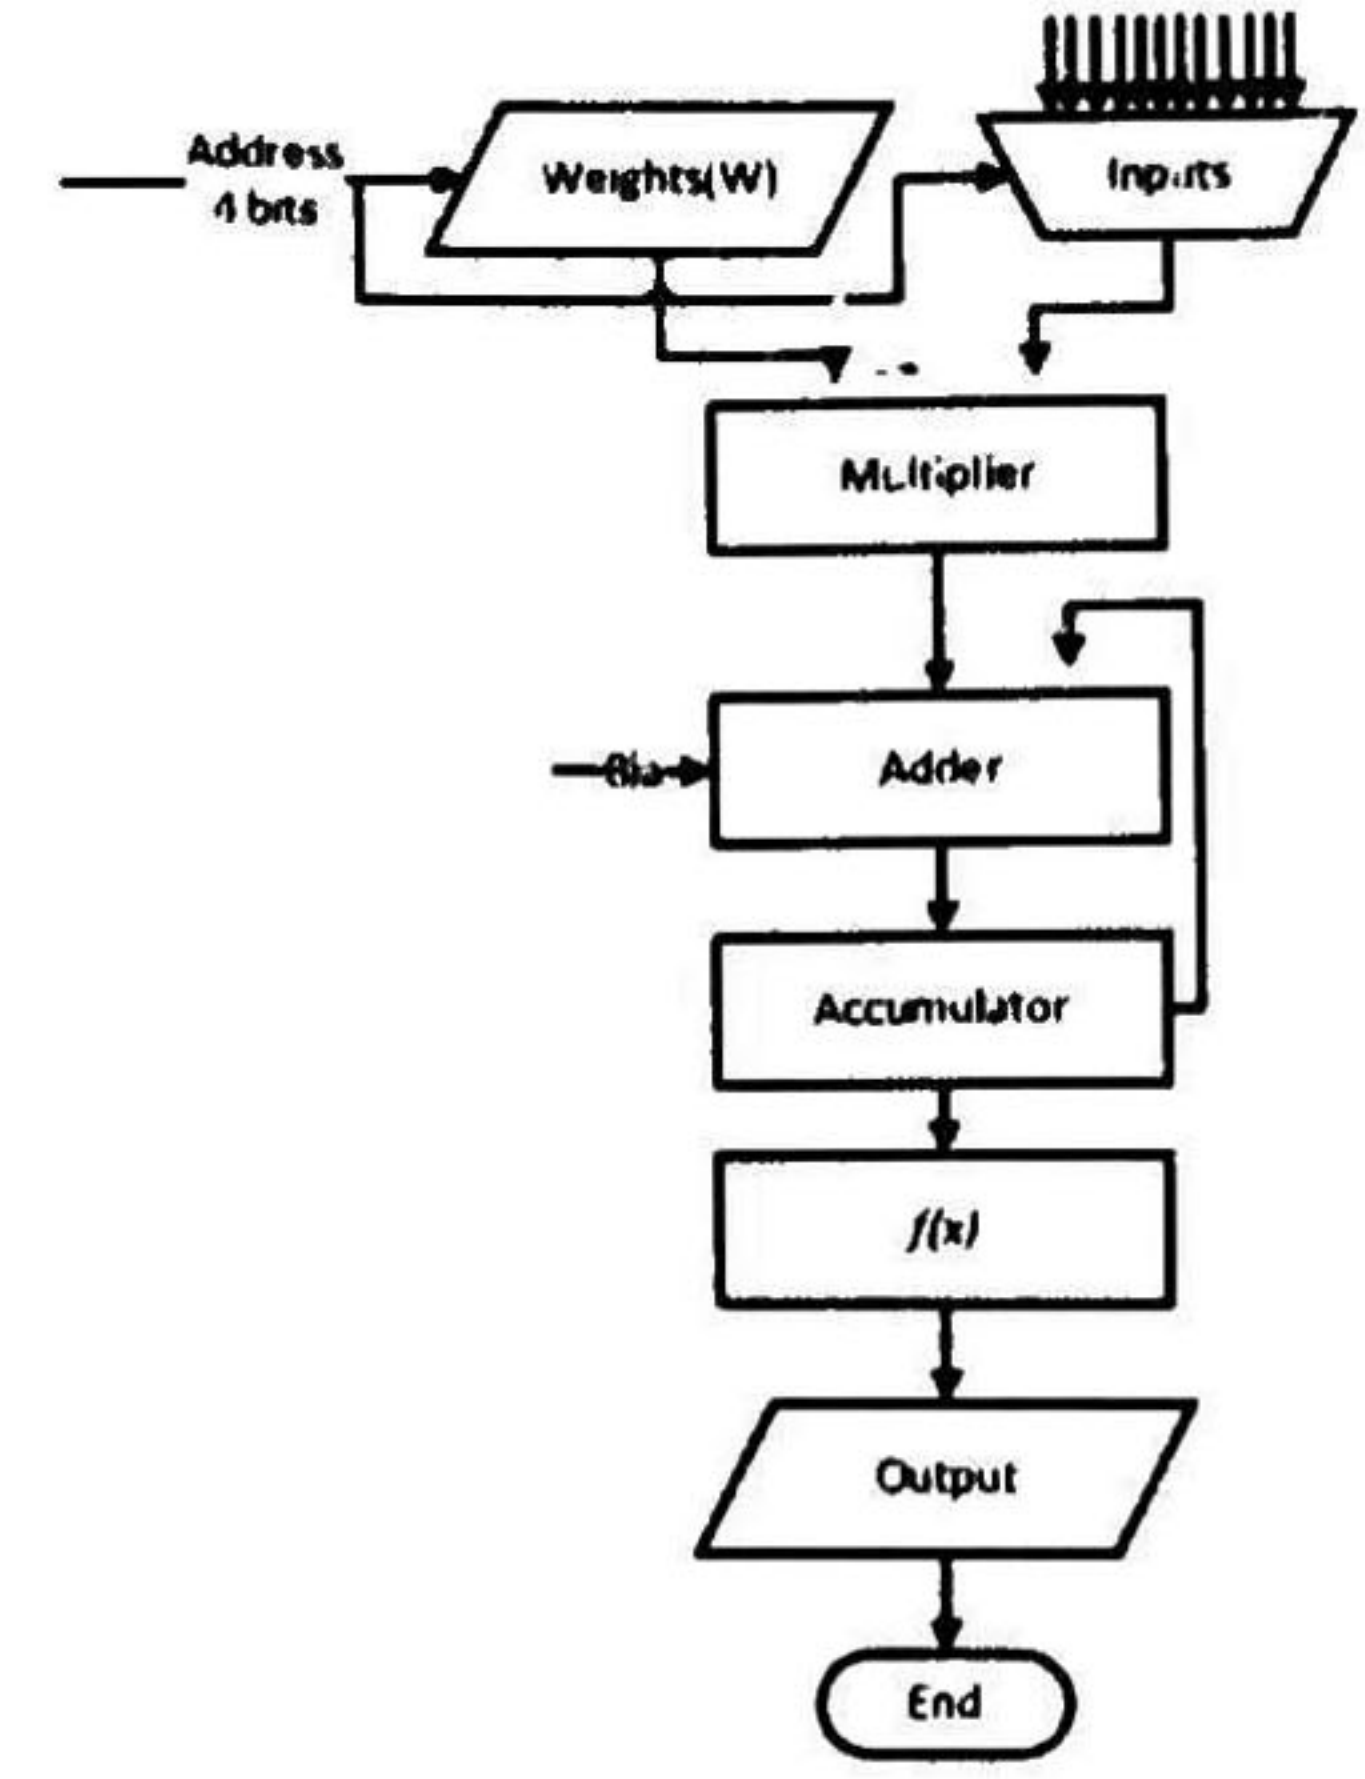 Address
4 bits
Weights(W)
Inputs
Multiplier
Adder
Accumulator
f(x)
Output
End